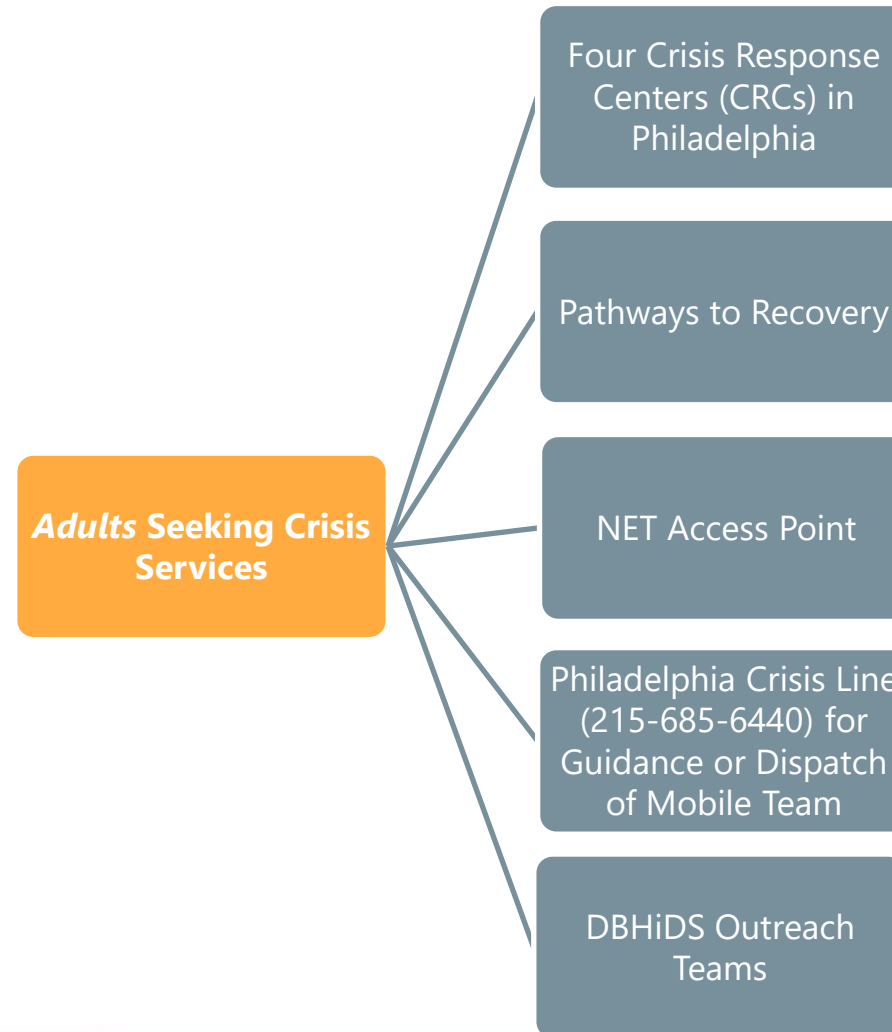 Four Crisis Response
Centers (CRCs) in
Philadelphia
Pathways to Recovery
Adults Seeking Crisis
Services
NET Access Point
Philadelphia Crisis Line
(215-685-6440) for
Guidance or Dispatch
of Mobile Team
DBHiDS Outreach
Teams